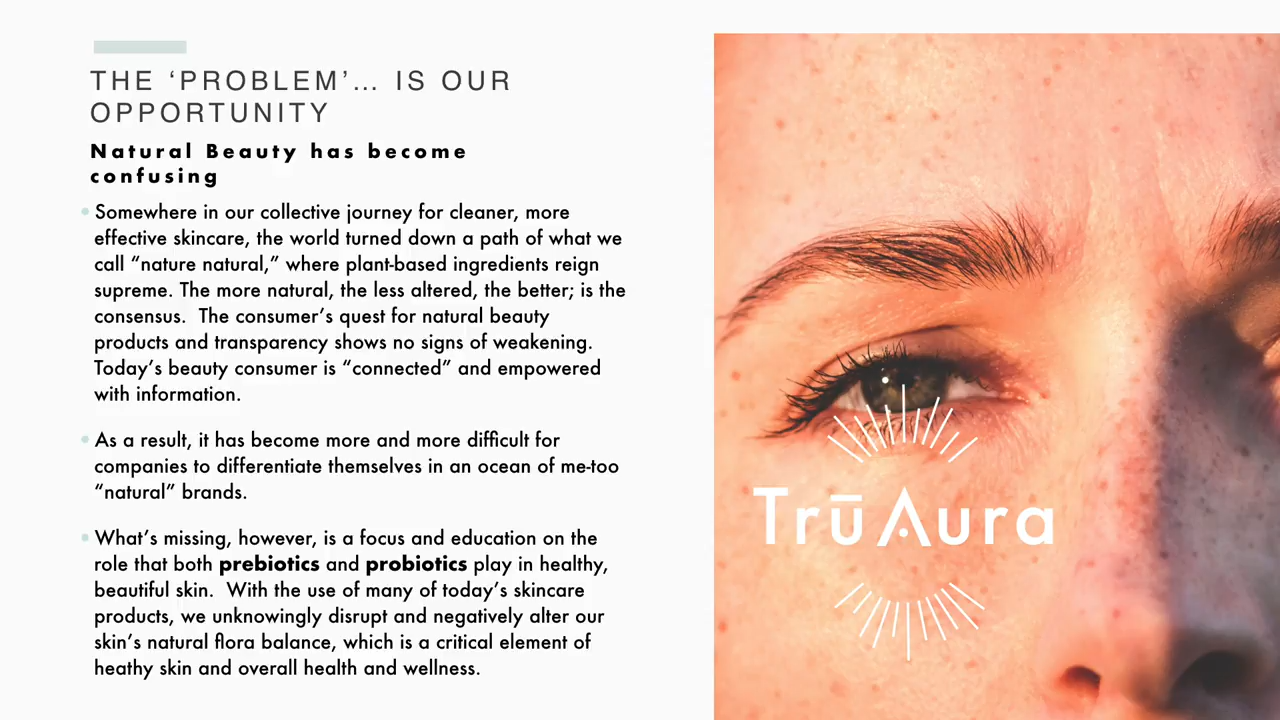 THE ‘PROBLEM’... IS OUR
OPPORTUNITY
Natural Beauty has become
confusing
Somewhere in our collective journey for cleaner, more
effective skincare, the world turned down a path of what we
call “nature natural,” where plant-based ingredients reign
supreme. The more natural, the less altered, the better; is the
consensus.  The consumer’s quest for natural beauty
products and transparency shows no signs of weakening.
Today’s beauty consumer is “connected” and empowered
with information.
As a result, it has become more and more difficult for
companies to differentiate themselves in an ocean of me-too
“natural” brands.
What’s missing, however, is a focus and education on the
role that both prebiotics and probiotics play in healthy,
beautiful skin.  With the use of many of today’s skincare
products, we unknowingly disrupt and negatively alter our
skin’s natural flora balance, which is a critical element of
heathy skin and overall health and wellness.
TrūAura